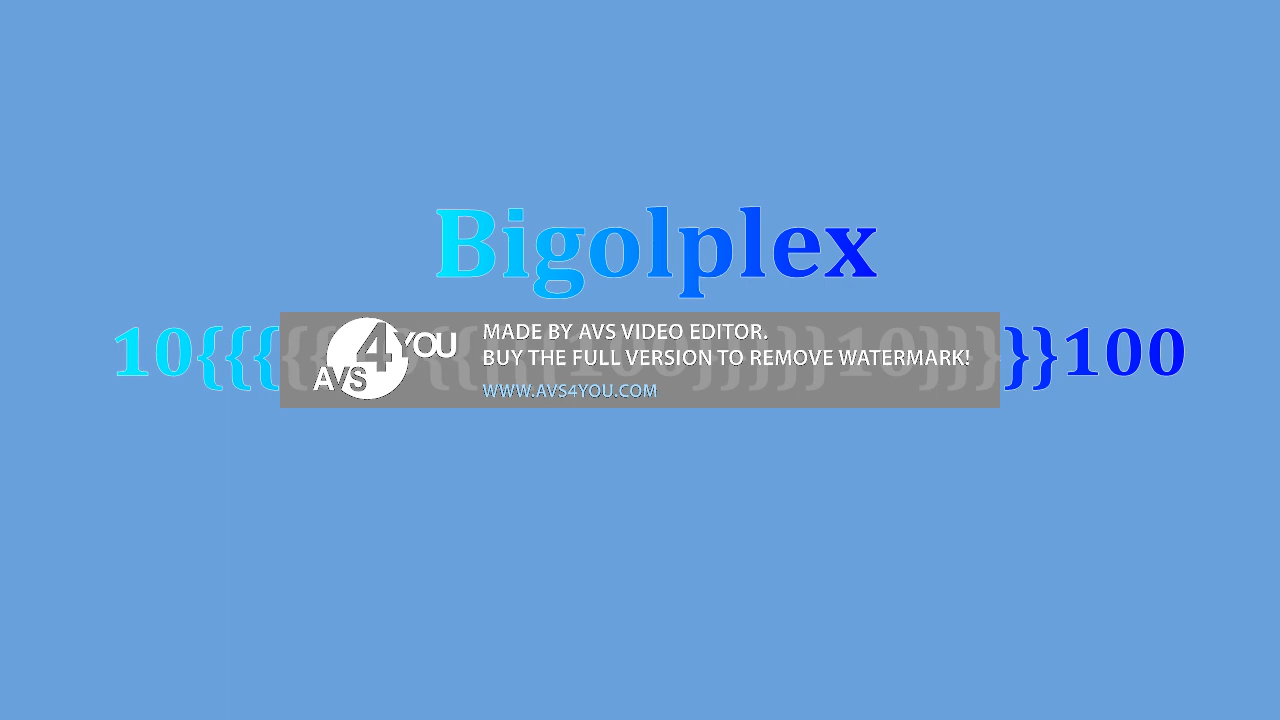 Bigolplex
10{{{ }}100
AVS4YOU
MADE BY AVS VIDEO EDITOR.
BUY THE FULL VERSION TO REMOVE WATERMARK!
WWW.AVS4YOU.COM